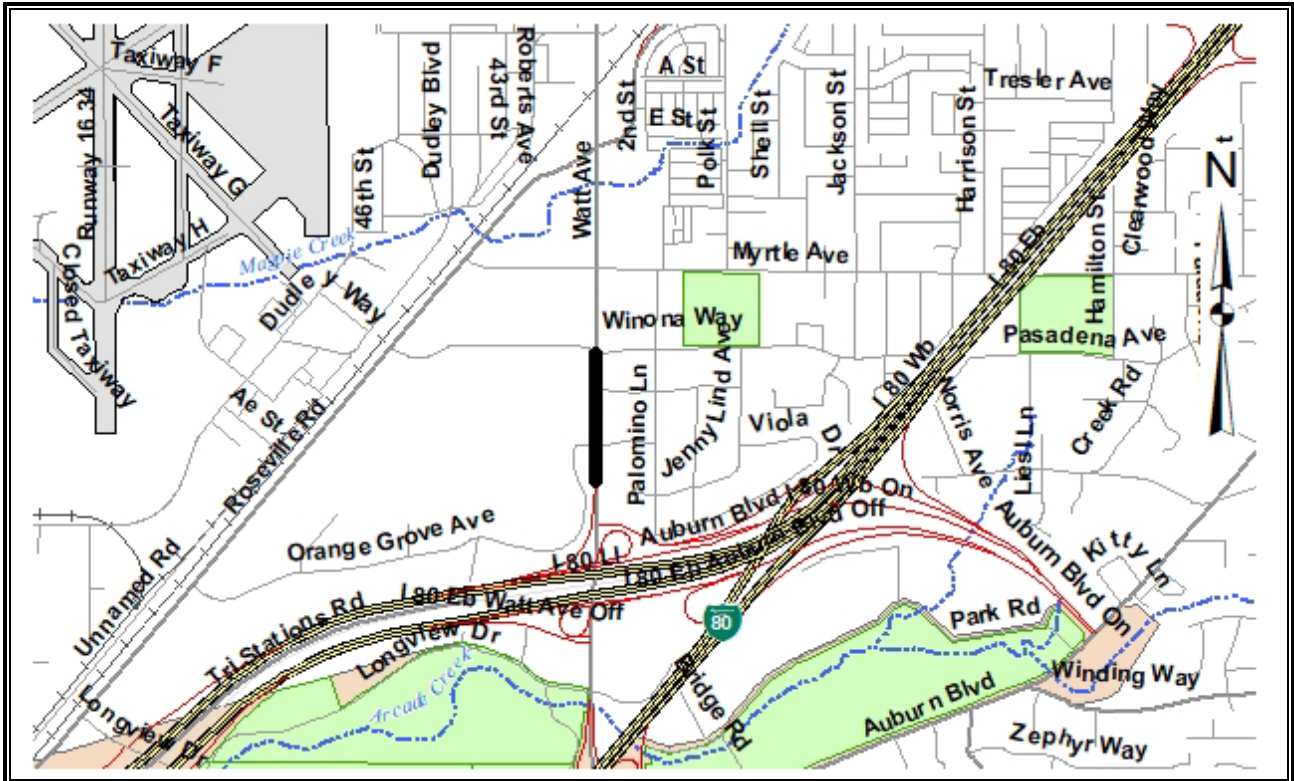 Taxiway F
Taxiway G
Runway 16 34
Taxiway H
Closed Taxiway
46th St
Dudley Blvd
43rd St
Roberts Ave
Watt Ave
2nd St
A St
E St
Polk St
Shell St
Jackson St
Harrison St
Tresler Ave
Clearwood Way
Hamilton St
N
Magpie Creek
Dudley Way
Myrtle Ave
I-80 Eb
Winona Way
Pasadena Ave
I-80 Wb
Ae St
Roseville Rd
Palomino Ln
Jenny Lind Ave
Viola
Dr
Norris Ave
Liesl Ln
Creek Rd
Orange Grove Ave
Auburn Blvd I-80 Wb On
I-80 Eb Auburn Blvd Off
Auburn Blvd On
Kitty Ln
Unnamed Rd
Tri Stations Rd
I-80 Eb Watt Ave Off
80
Longview Dr
Arcade Creek
Longview Dr
Bridge Rd
Park Rd
Auburn Blvd
Winding Way
Zephyr Way